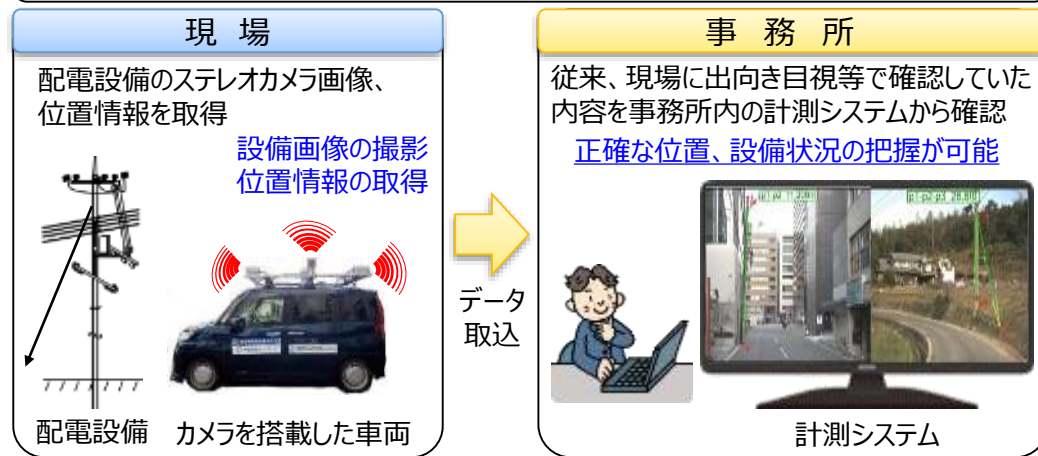 現 場
配電設備のステレオカメラ画像、
位置情報を取得
設備画像の撮影
位置情報の取得
配電設備
カメラを搭載した車両
データ
取込
事 務 所
従来、現場に出向き目視等で確認していた
内容を事務所内の計測システムから確認
正確な位置、設備状況の把握が可能
計測システム